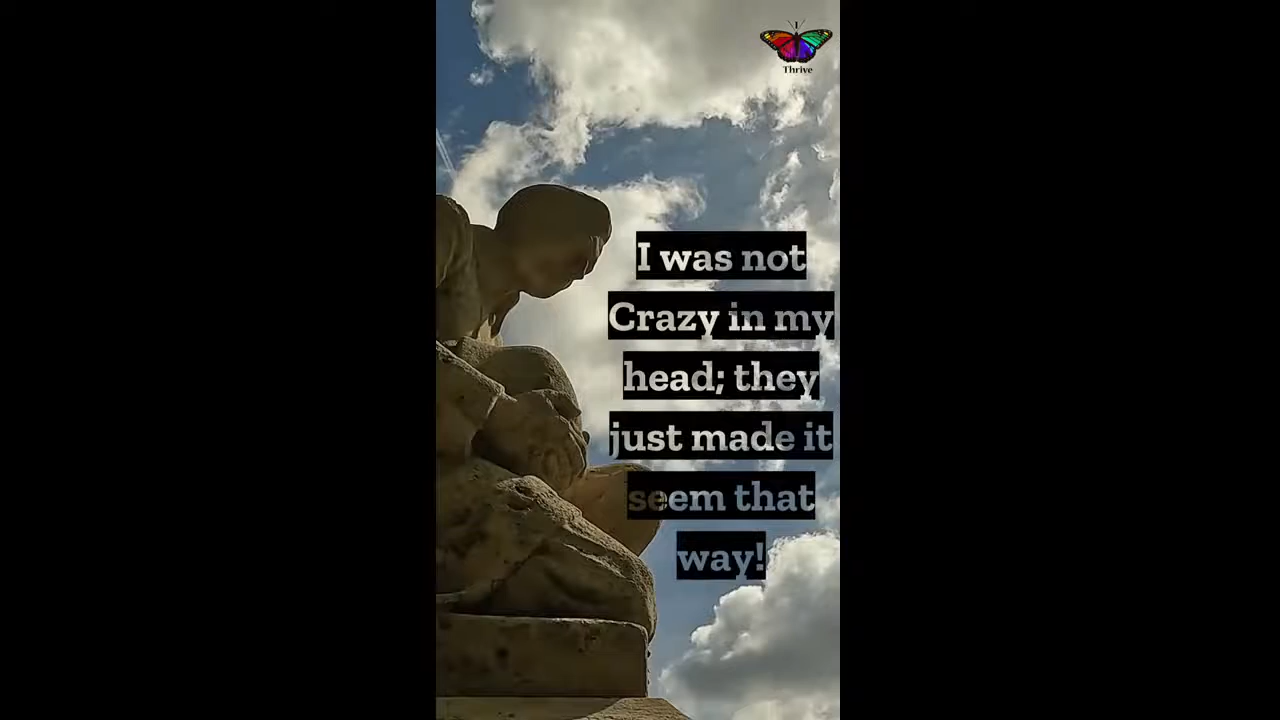 I
Thrive
I was not
Crazy in my
head; they
just made it
seem that
way!